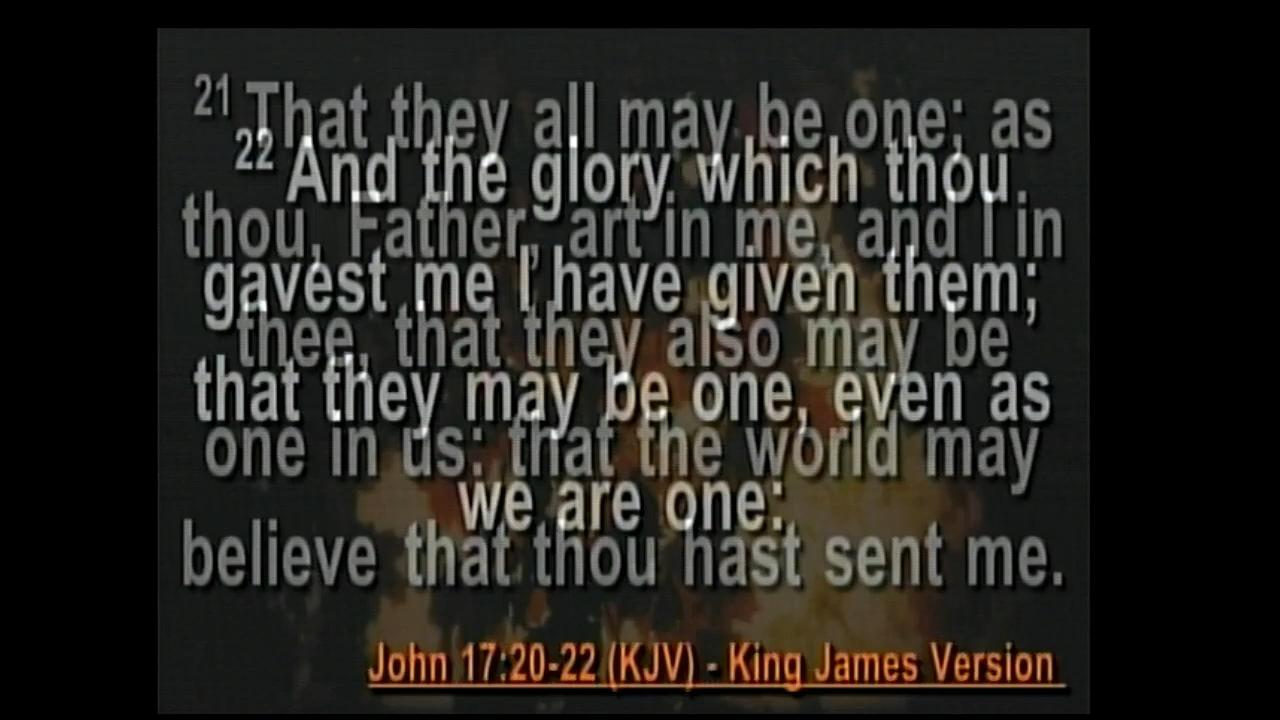 21 That they all may be one; as
thou, Father, art in me, and I in
thee, that they also may be
one in us: that the world may
believe that thou hast sent me.
22 And the glory which thou
gavest me I have given them;
that they may be one, even as
we are one:
John 17:20-22 (KJV) - King James Version